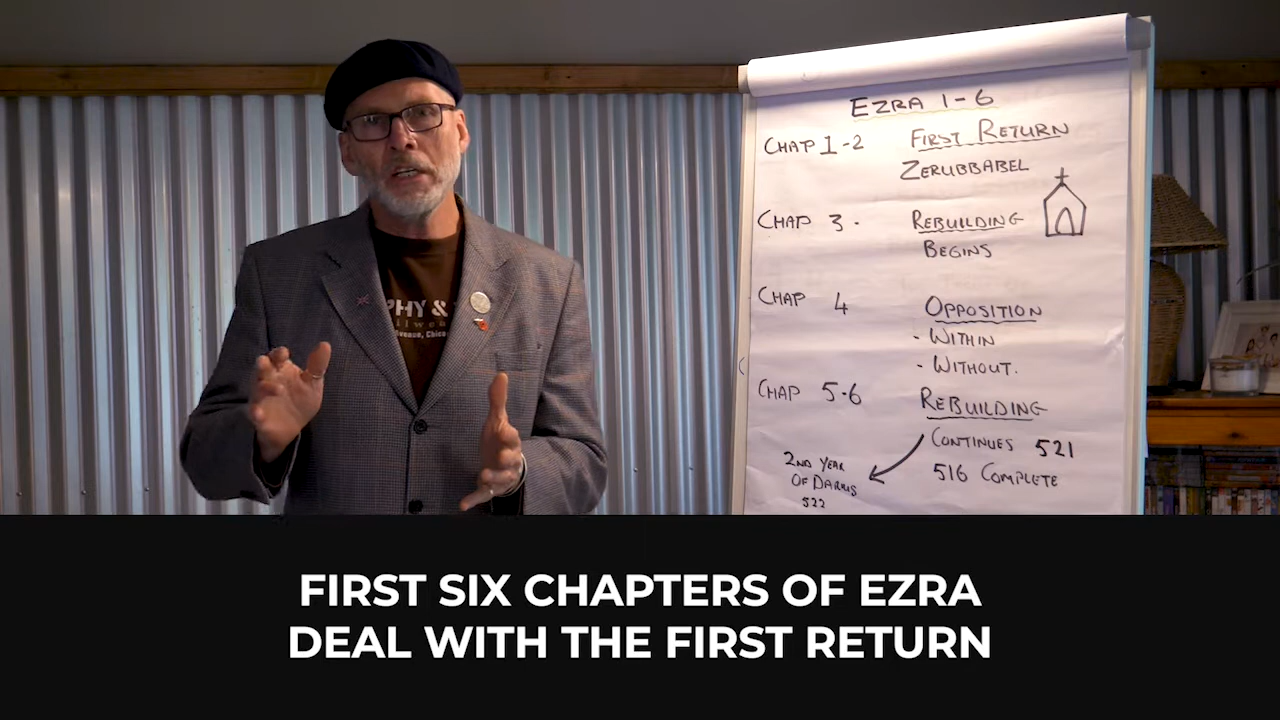 EZRA 1-6
CHAP 1-2 FIRST RETURN
ZERUBBABEL
CHAP 3. REBUILDING
BEGINS
CHAP 4 OPPOSITION
- WITHIN
- WITHOUT.
CHAP 5-6 REBUILDING
CONTINUES 521
516 COMPLETE
2ND YEAR
OF DARIUS
522
PHY &
FIRST SIX CHAPTERS OF EZRA
DEAL WITH THE FIRST RETURN